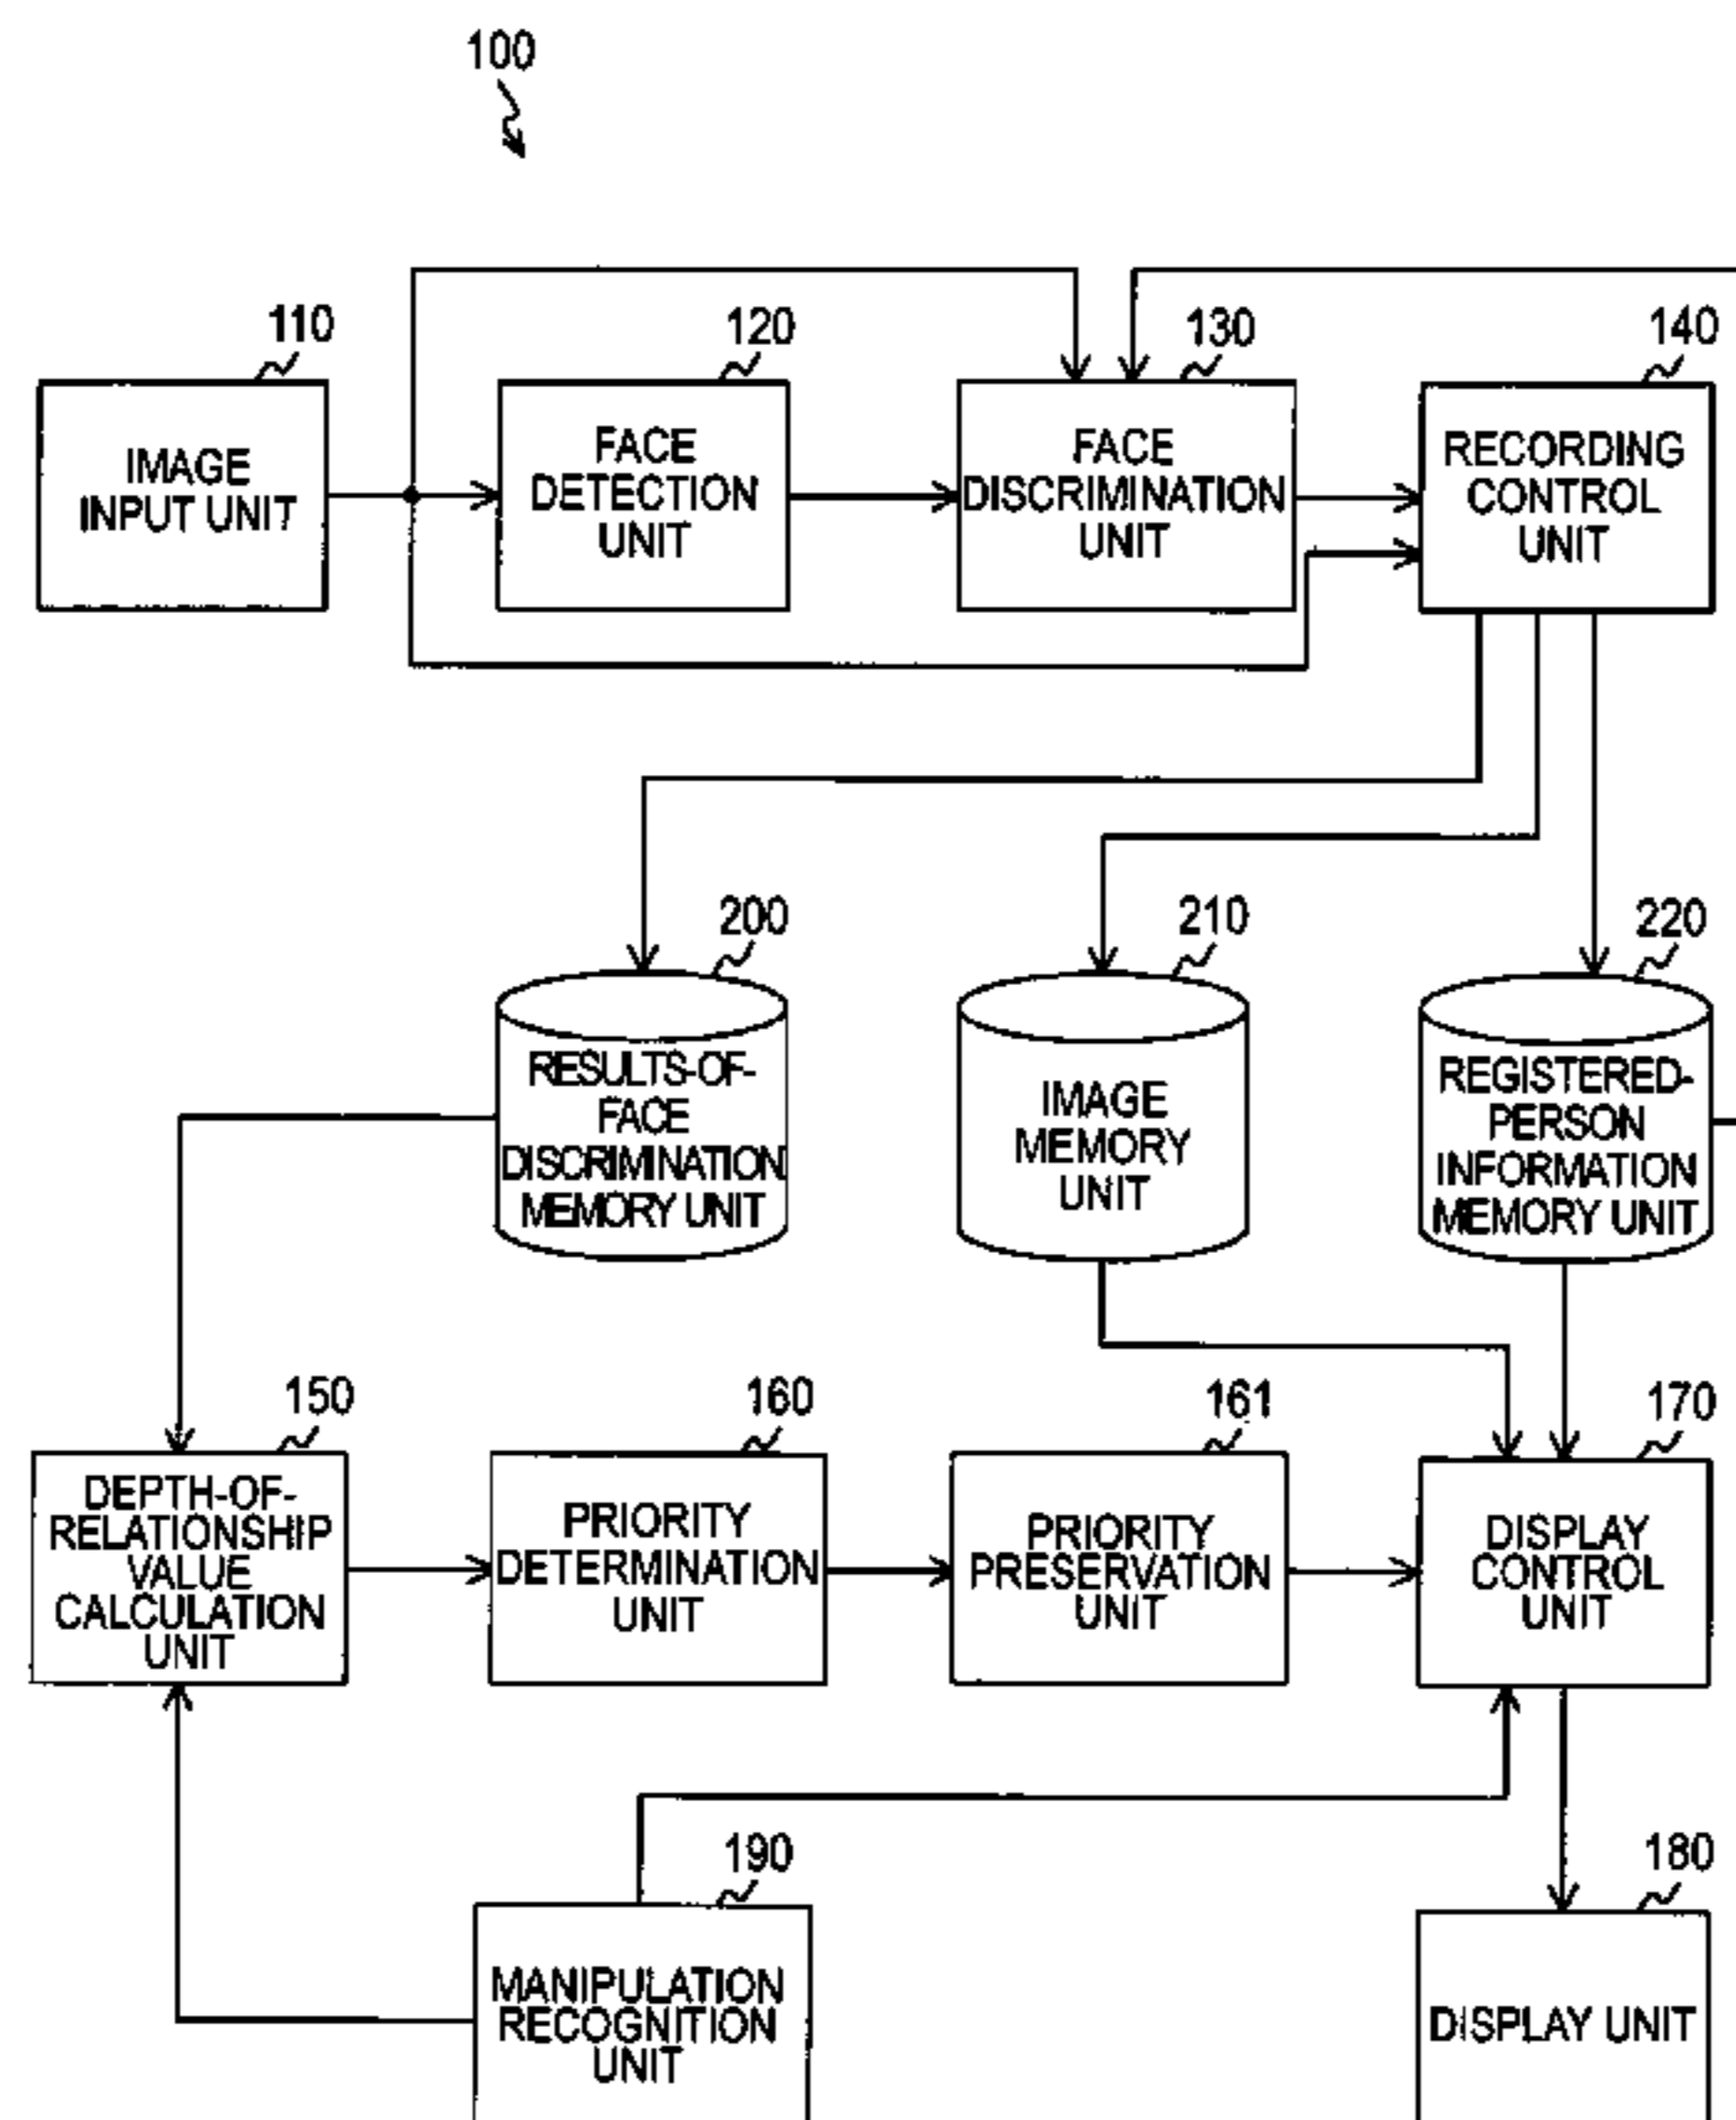 100
110
120
130
140
IMAGE
INPUT UNIT
FACE
DETECTION
UNIT
FACE
DISCRIMINATION
UNIT
RECORDING
CONTROL
UNIT
200
210
220
RESULTS-OF-
FACE
DISCRIMINATION
MEMORY UNIT
IMAGE
MEMORY
UNIT
REGISTERED-
PERSON
INFORMATION
MEMORY UNIT
150
160
161
170
DEPTH-OF-
RELATIONSHIP
VALUE
CALCULATION
UNIT
PRIORITY
DETERMINATION
UNIT
PRIORITY
PRESERVATION
UNIT
DISPLAY
CONTROL
UNIT
190
180
MANIPULATION
RECOGNITION
UNIT
DISPLAY UNIT